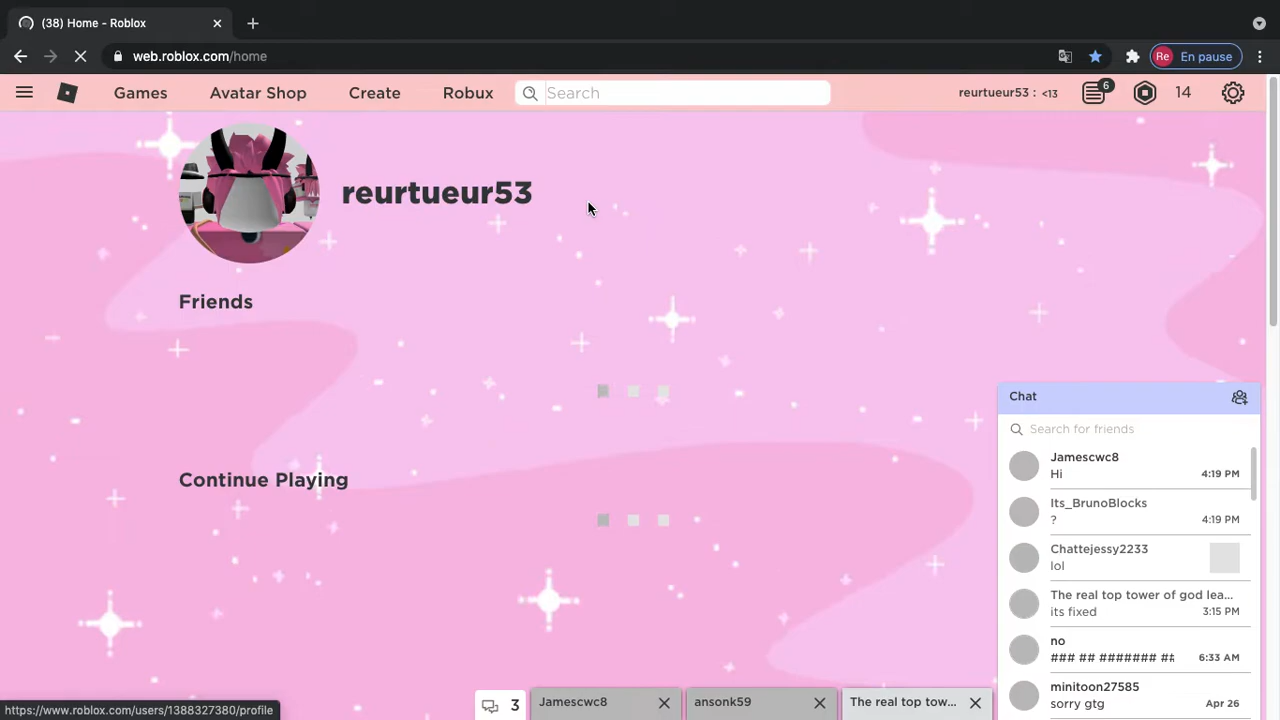 (38) Home - Roblox
web.roblox.com/home
Re En pause
Games Avatar Shop Create Robux Search reurtueur53 : <13 6 14
reurtueur53
Friends
Continue Playing
Chat
Search for friends
Jamescwc8
Hi 4:19 PM
Its_BrunoBlocks
? 4:19 PM
Chattejessy2233
lol
The real top tower of god lea...
its fixed 3:15 PM
no
### ## ####### ## 6:33 AM
minitoon27585
sorry gtg Apr 26
3 Jamescwc8 ansonk59 The real top tow...
https://www.roblox.com/users/1388327380/profile